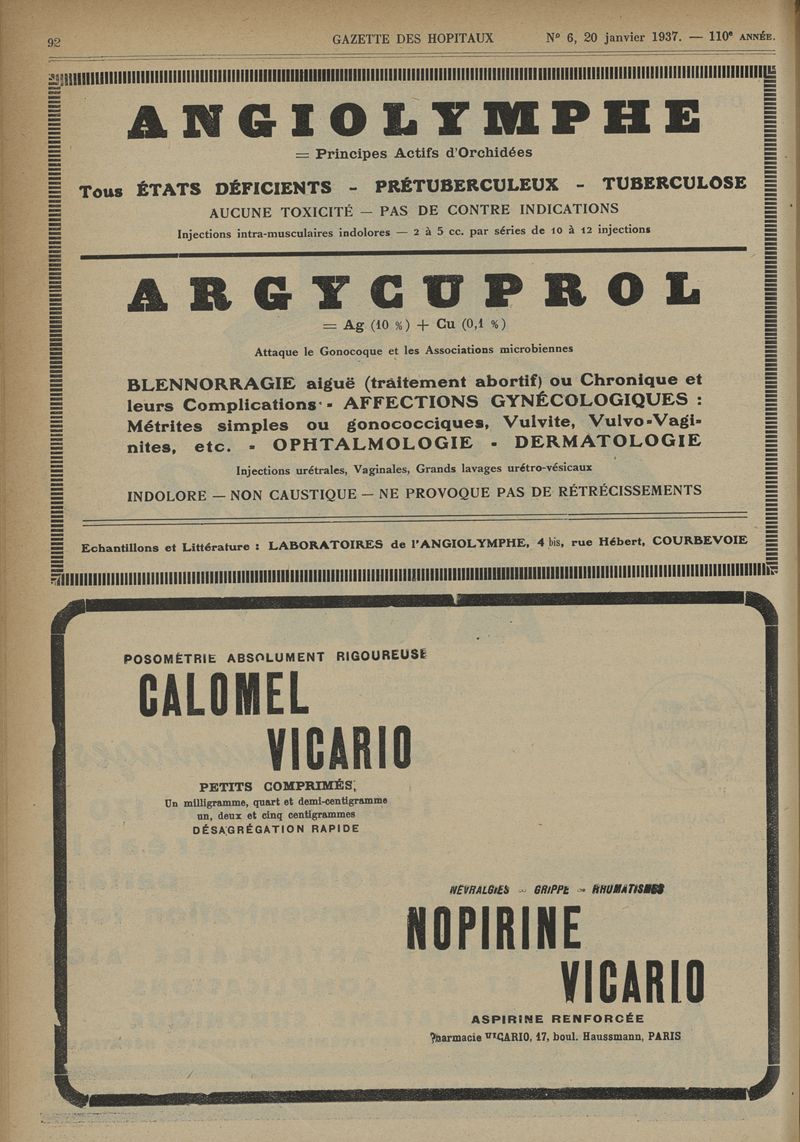 92
GAZETTE DES HOPITAUX
N° 6, 20 janvier 1937. — 110e ANNÉE.
ANGIOLYMPHE
= Principes Actifs d'Orchidées
Tous ÉTATS DÉFICIENTS - PRÉTUBERCULEUX - TUBERCULOSE
AUCUNE TOXICITÉ — PAS DE CONTRE INDICATIONS
Injections intra-musculaires indolores — 2 à 5 cc. par séries de 10 à 12 injections
ARGYCUPROL
= Ag (10 %) + Cu (0,1 %)
Attaque le Gonocoque et les Associations microbiennes
BLENNORRAGIE aiguë (traitement abortif) ou Chronique et
leurs Complications - AFFECTIONS GYNÉCOLOGIQUES :
Métrites simples ou gonococciques, Vulvite, Vulvo-Vagi-
nites, etc. - OPHTALMOLOGIE - DERMATOLOGIE
Injections urétrales, Vaginales, Grands lavages urétro-vésicaux
INDOLORE — NON CAUSTIQUE — NE PROVOQUE PAS DE RÉTRÉCISSEMENTS
Echantillons et Littérature : LABORATOIRES de l'ANGIOLYMPHE, 4 bis, rue Hébert, COURBEVOIE
POSOMÉTRIE ABSOLUMENT RIGOUREUSE
CALOMEL
VICARIO
PETITS COMPRIMÉS,
Un milligramme, quart et demi-centigramme
un, deux et cinq centigrammes
DÉSAGRÉGATION RAPIDE
NÉVRALGIES - GRIPPE - RHUMATISMES
NOPIRINE
VICARIO
ASPIRINE RENFORCÉE
Pharmacie VICARIO, 17, boul. Haussmann, PARIS